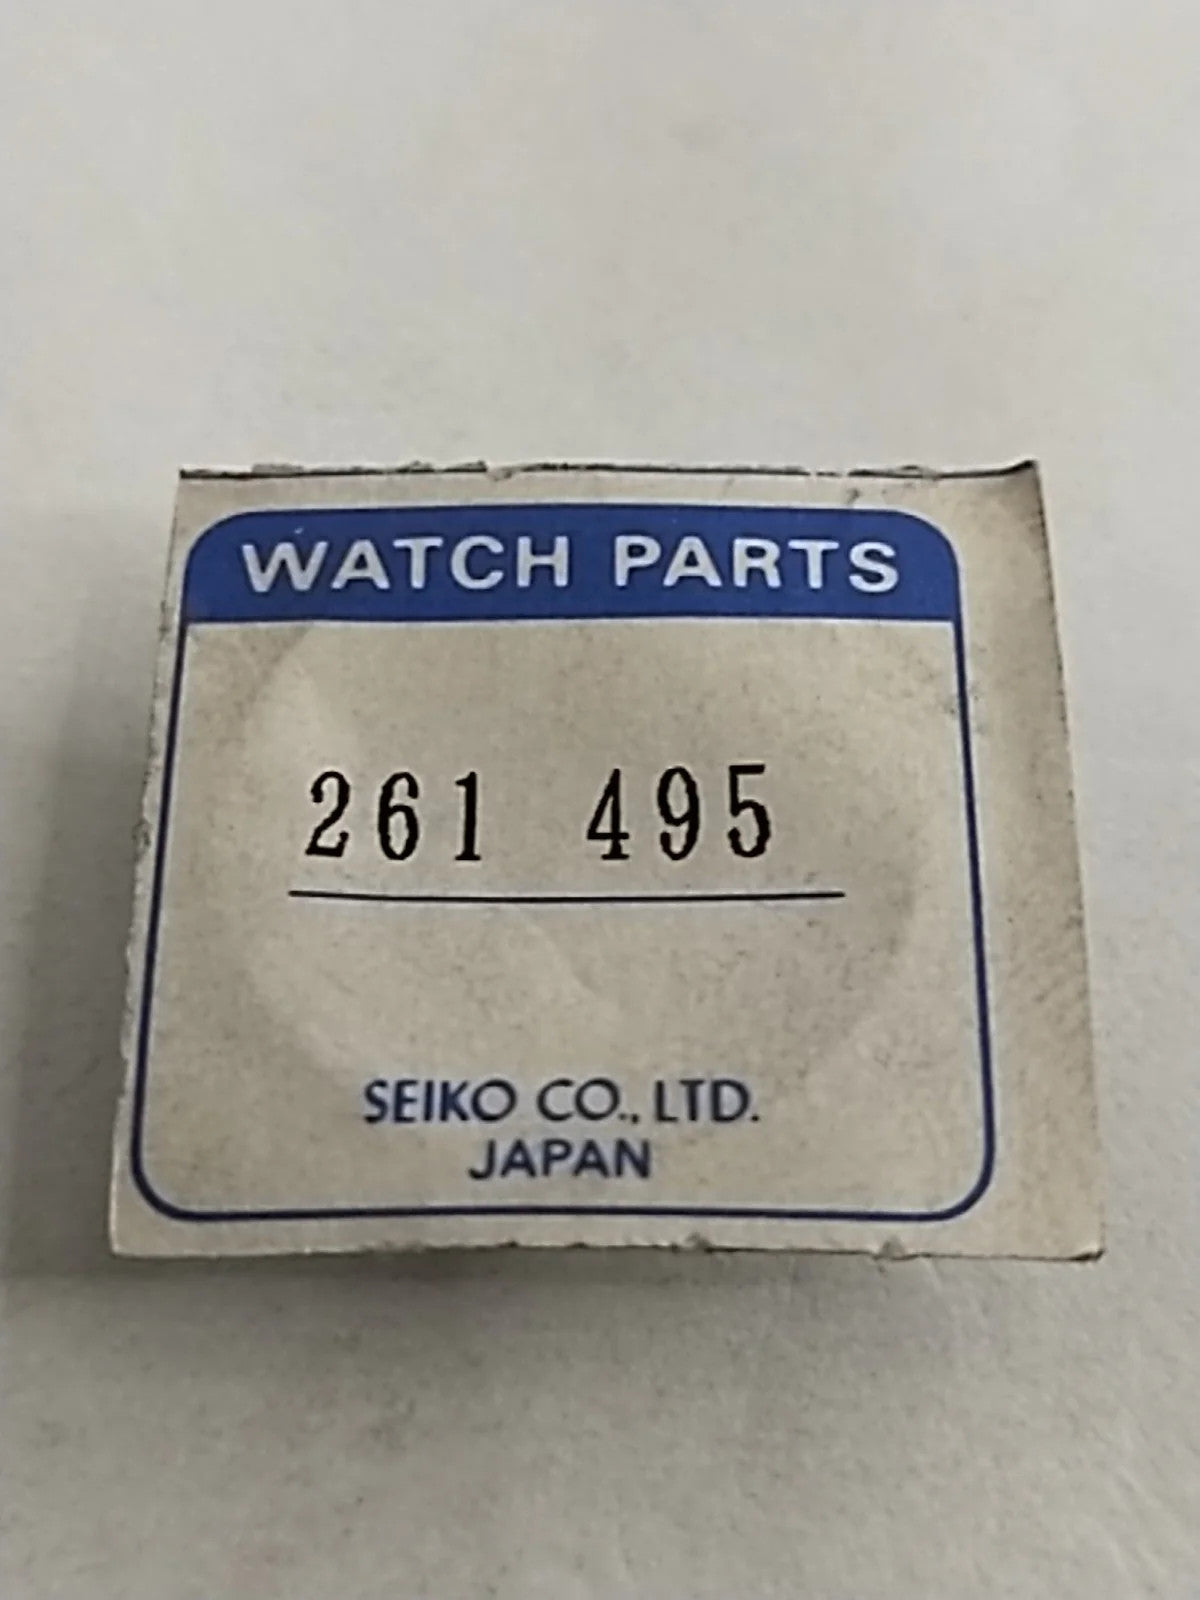 WATCH PARTS
261 495
SEIKO CO., LTD.
JAPAN